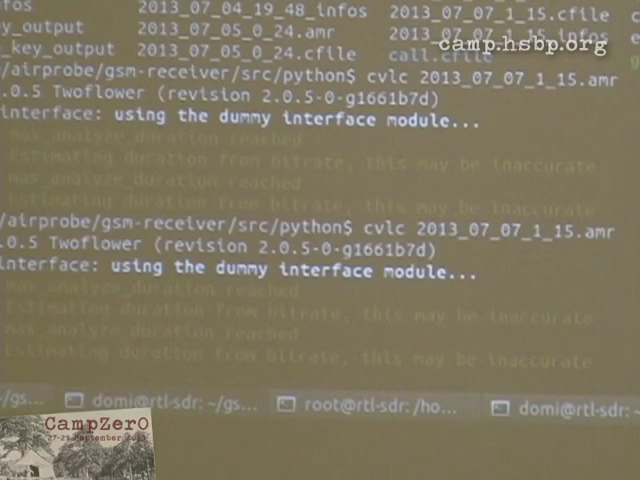 nfos 2013_07_04_19_48_infos 2013_07_07_1_15.cfile
y_output 2013_07_05_0_24.amr 2013_07_07_1_15_infos
_key_output 2013_07_05_0_24.cfile call.cfile
camp.hsbp.org
/airprobe/gsm-receiver/src/python$ cvlc 2013_07_07_1_15.amr
.0.5 Twoflower (revision 2.0.5-0-g1661b7d)
interface: using the dummy interface module...
max_analyze_duration reached
Estimating duration from bitrate, this may be inaccurate
max_analyze_duration reached
Estimating duration from bitrate, this may be inaccurate
/airprobe/gsm-receiver/src/python$ cvlc 2013_07_07_1_15.amr
.0.5 Twoflower (revision 2.0.5-0-g1661b7d)
interface: using the dummy interface module...
max_analyze_duration reached
Estimating duration from bitrate, this may be inaccurate
max_analyze_duration reached
Estimating duration from bitrate, this may be inaccurate
~/gs... domi@rtl-sdr: ~/gs... root@rtl-sdr: /ho... domi@rtl-sdr: ~
CampZer0
September